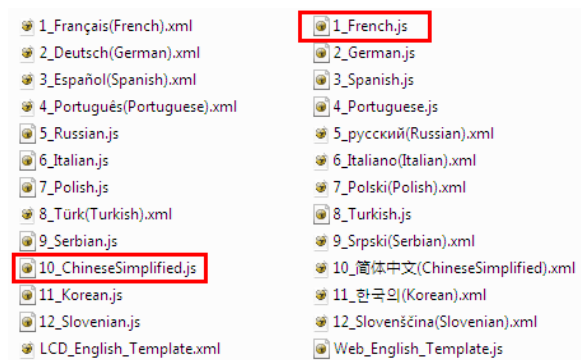 1_Français(French).xml
1_French.js
2_Deutsch(German).xml
2_German.js
3_Español(Spanish).xml
3_Spanish.js
4_Português(Portuguese).xml
4_Portuguese.js
5_Russian.js
5_русский(Russian).xml
6_Italian.js
6_Italiano(Italian).xml
7_Polish.js
7_Polski(Polish).xml
8_Türk(Turkish).xml
8_Turkish.js
9_Serbian.js
9_Srpski(Serbian).xml
10_ChineseSimplified.js
10_简体中文(ChineseSimplified).xml
11_Korean.js
11_한국의(Korean).xml
12_Slovenian.js
12_Slovenščina(Slovenian).xml
LCD_English_Template.xml
Web_English_Template.js